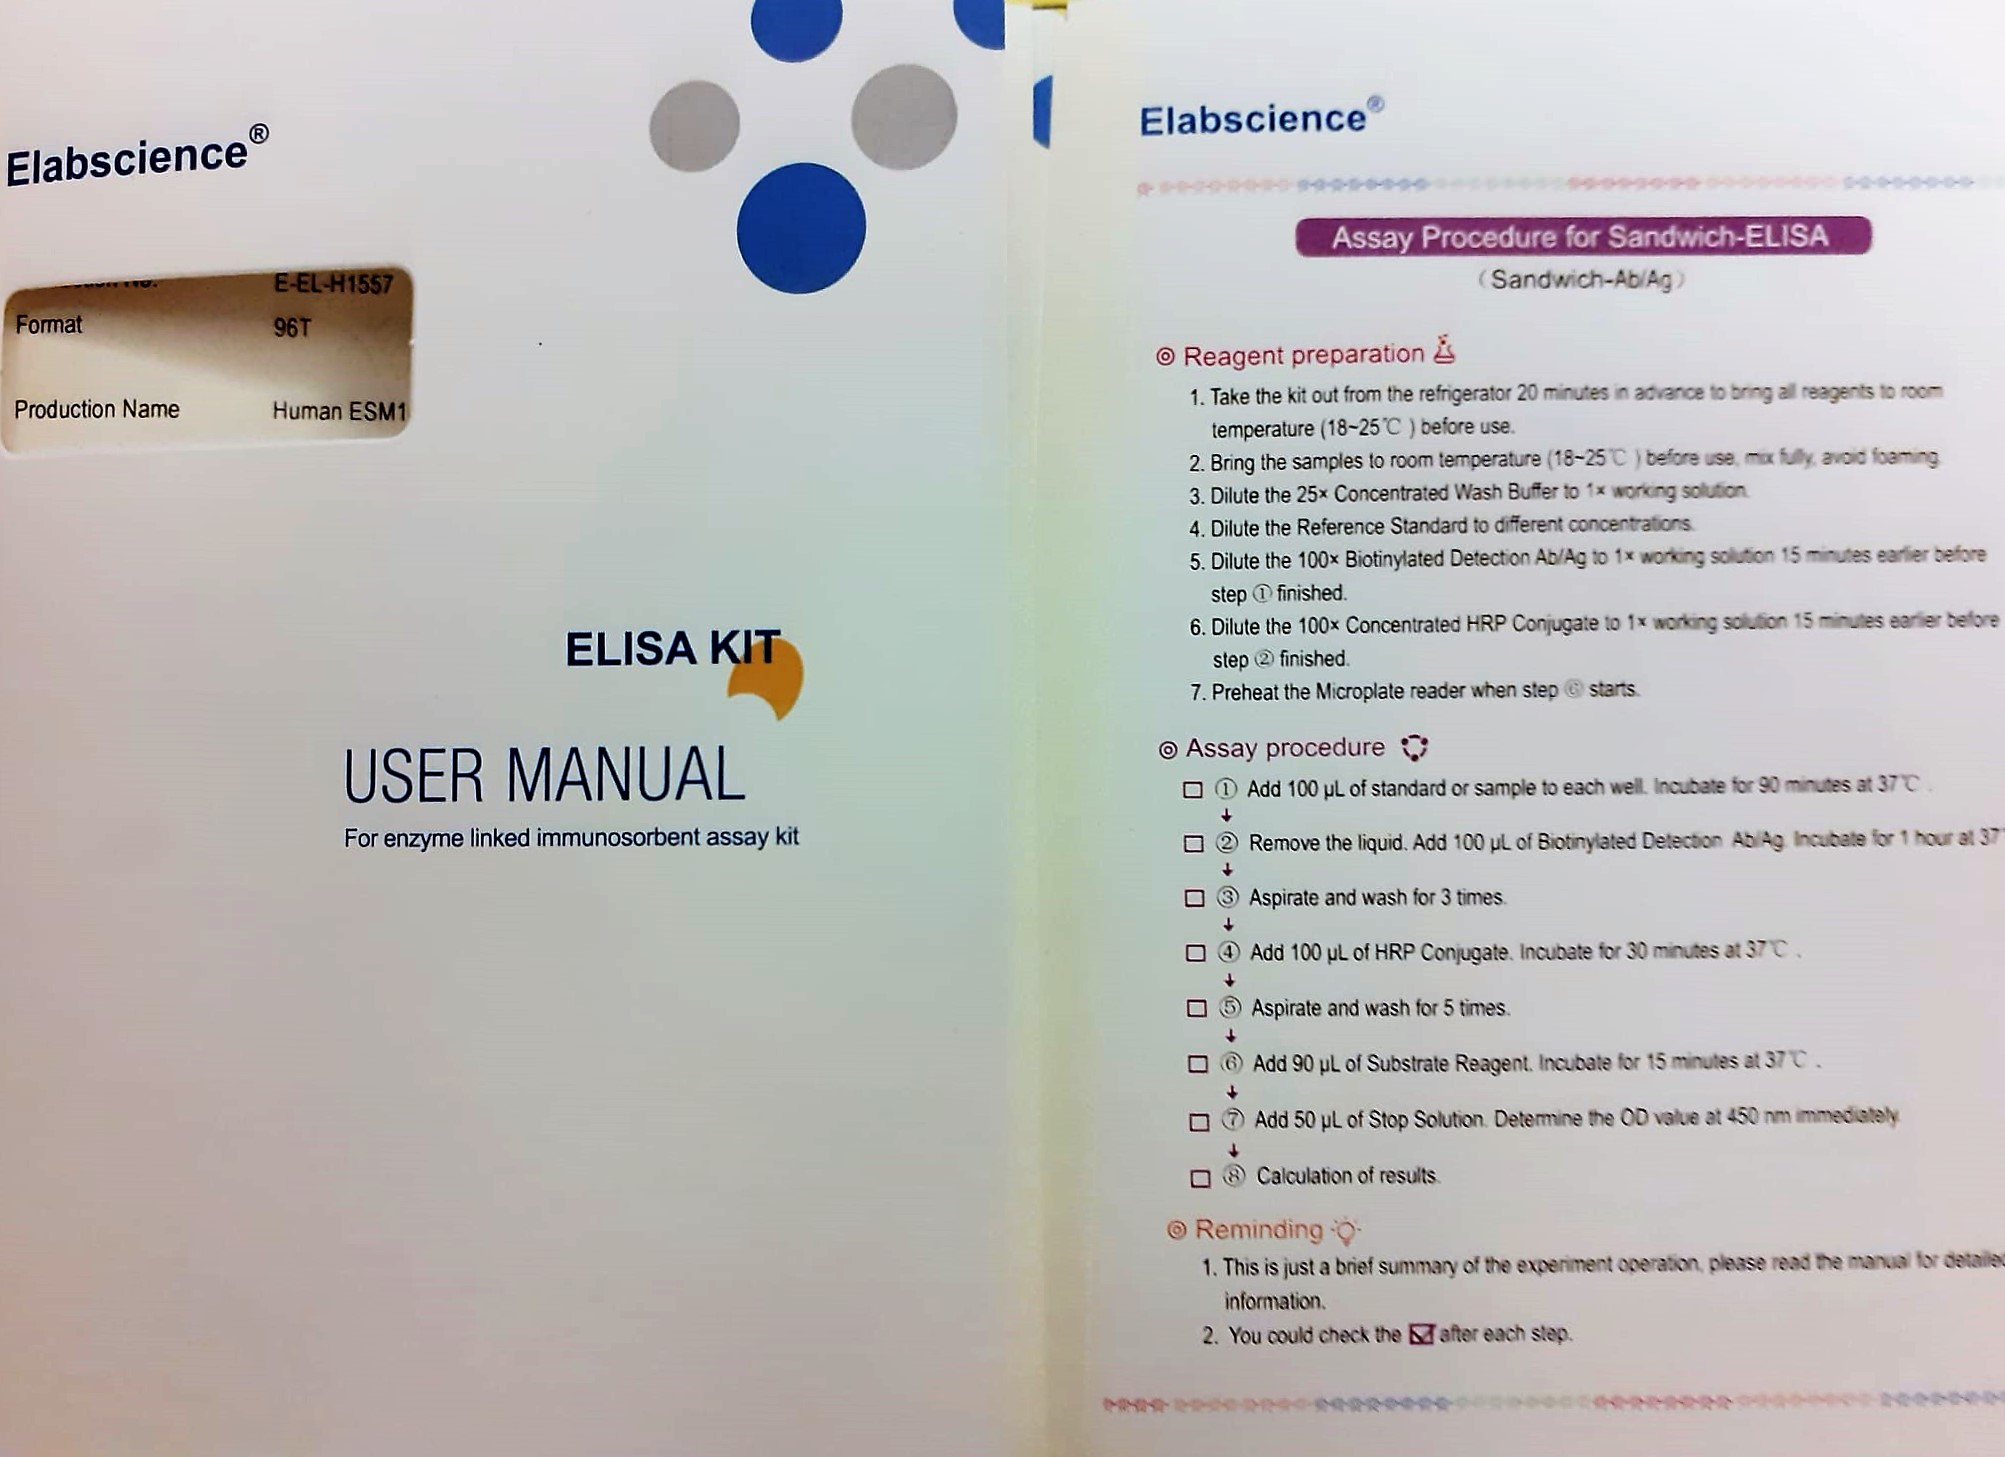 Elabscience®
E-EL-H1557
Format 96T
Production Name Human ESM1
ELISA KIT
USER MANUAL
For enzyme linked immunosorbent assay kit
Elabscience®
Assay Procedure for Sandwich-ELISA
(Sandwich-Ab/Ag)
Reagent preparation
1. Take the kit out from the refrigerator 20 minutes in advance to bring all reagents to room
temperature (18~25℃ ) before use.
2. Bring the samples to room temperature (18~25℃ ) before use, mix fully, avoid foaming.
3. Dilute the 25× Concentrated Wash Buffer to 1× working solution.
4. Dilute the Reference Standard to different concentrations.
5. Dilute the 100× Biotinylated Detection Ab/Ag to 1× working solution 15 minutes earlier before
step ① finished.
6. Dilute the 100× Concentrated HRP Conjugate to 1× working solution 15 minutes earlier before
step ② finished.
7. Preheat the Microplate reader when step ⑥ starts.
Assay procedure
① Add 100 μL of standard or sample to each well. Incubate for 90 minutes at 37℃ .
② Remove the liquid. Add 100 μL of Biotinylated Detection Ab/Ag. Incubate for 1 hour at 37
③ Aspirate and wash for 3 times.
④ Add 100 μL of HRP Conjugate. Incubate for 30 minutes at 37℃ .
⑤ Aspirate and wash for 5 times.
⑥ Add 90 μL of Substrate Reagent. Incubate for 15 minutes at 37℃ .
⑦ Add 50 μL of Stop Solution. Determine the OD value at 450 nm immediately.
⑧ Calculation of results.
Reminding
1. This is just a brief summary of the experiment operation, please read the manual for detailed
information.
2. You could check the ☑ after each step.